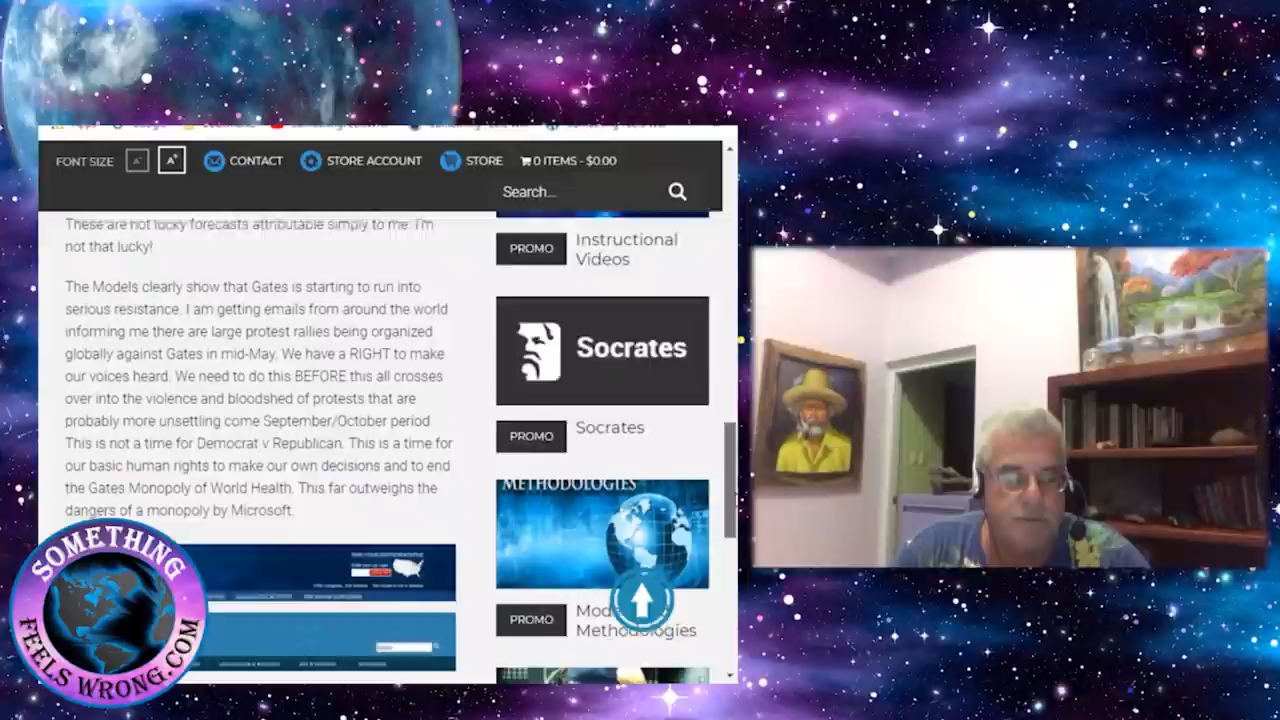 FONT SIZE A- A+ CONTACT STORE ACCOUNT STORE 0 ITEMS - $0.00
Search...
These are not lucky forecasts attributable simply to me. I'm
not that lucky!
The Models clearly show that Gates is starting to run into
serious resistance. I am getting emails from around the world
informing me there are large protest rallies being organized
globally against Gates in mid-May. We have a RIGHT to make
our voices heard. We need to do this BEFORE this all crosses
over into the violence and bloodshed of protests that are
probably more unsettling come September/October period.
This is not a time for Democrat v Republican. This is a time for
our basic human rights to make our own decisions and to end
the Gates Monopoly of World Health. This far outweighs the
dangers of a monopoly by Microsoft.
PROMO
Instructional
Videos
Socrates
PROMO
Socrates
METHODOLOGIES
PROMO
Methodologies
SOMETHING
FEELS WRONG.COM